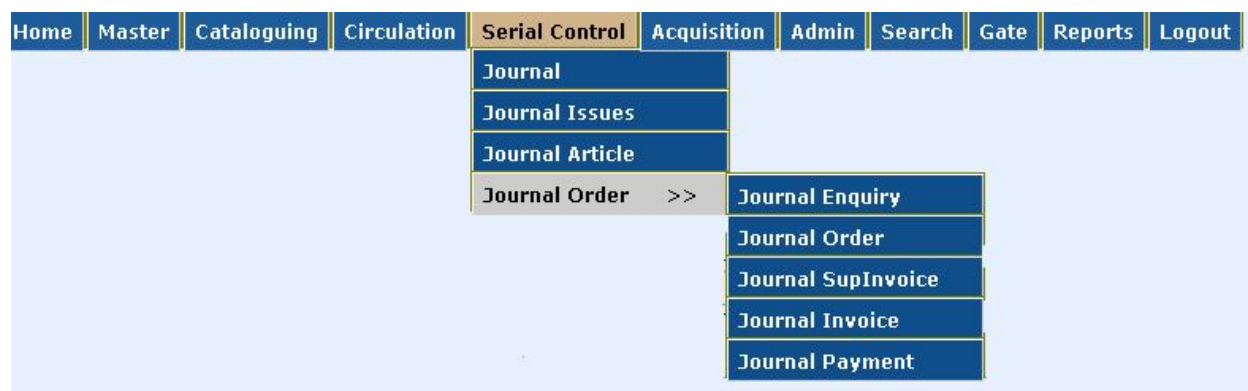 Home Master Cataloguing Circulation Serial Control Acquisition Admin Search Gate Reports Logout
Journal
Journal Issues
Journal Article
Journal Order >> Journal Enquiry
Journal Order
Journal SupInvoice
Journal Invoice
Journal Payment